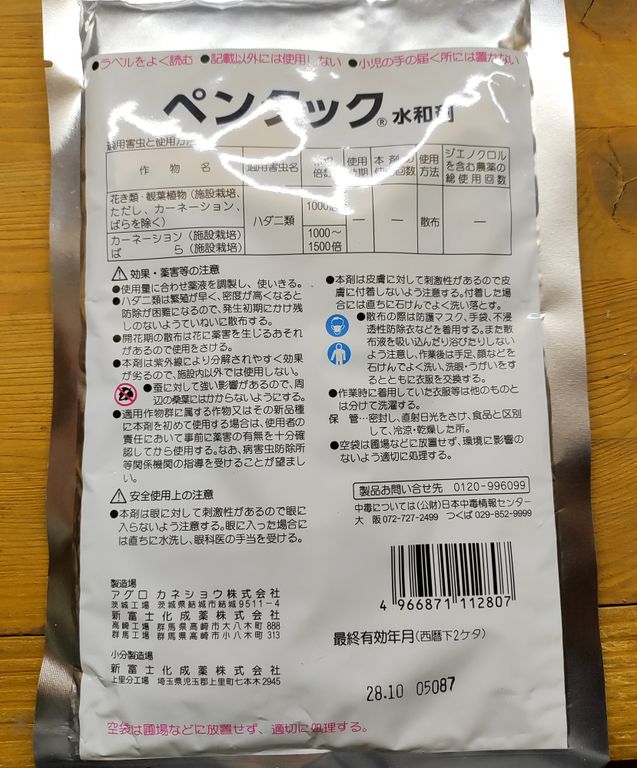 ●ラベルをよく読む ●記載以外には使用しない ●小児の手の届く所には置かない
ペンタック® 水和剤
適用害虫と使用方法
作物名 適用害虫名 希釈倍数 使用時期 本剤の使用回数 使用方法 ジエノクロルを含む農薬の総使用回数
花き類・観葉植物(施設栽培、
ただし、カーネーション、
ばらを除く)
ハダニ類 1000倍 — — 散布 —
カーネーション(施設栽培)
ばら(施設栽培)
1000～
1500倍
効果・薬害等の注意
●使用量に合わせ薬液を調製し、使いきる。
●ハダニ類は繁殖が早く、密度が高くなると
防除が困難になるので、発生初期にかけ残
しのないようていねいに散布する。
●開花期の散布は花に薬害を生じるおそれ
があるので使用をさける。
●本剤は紫外線により分解されやすく効果
が劣るので、施設内以外では使用しない。
●蚕に対して強い影響があるので、周
辺の桑葉にはかからないようにする。
●適用作物群に属する作物又はその新品種
に本剤を初めて使用する場合は、使用者の
責任において事前に薬害の有無を十分確
認してから使用する。なお、病害虫防除所
等関係機関の指導を受けることが望まし
い。
安全使用上の注意
●本剤は眼に対して刺激性があるので眼に
入らないよう注意する。眼に入った場合に
は直ちに水洗し、眼科医の手当を受ける。
●本剤は皮膚に対して刺激性があるので皮
膚に付着しないよう注意する。付着した場
合には直ちに石けんでよく洗い落とす。
●散布の際は防護マスク、手袋、不浸
透性防除衣などを着用する。また散
布液を吸い込んだり浴びたりしない
よう注意し、作業後は手足、顔などを
石けんでよく洗い、洗眼・うがいをす
るとともに衣服を交換する。
●作業時に着用していた衣服等は他のものと
は分けて洗濯する。
保 管…密封し、直射日光をさけ、食品と区別
して、冷涼・乾燥した所。
●空袋は圃場などに放置せず、環境に影響の
ないよう適切に処理する。
製品お問い合せ先 0120-996099
中毒については(公財)日本中毒情報センター
大 阪 072-727-2499 つくば 029-852-9999
製造場
アグロ カネショウ株式会社
茨城工場 茨城県結城市結城9511-4
新富士化成薬株式会社
高崎工場 群馬県高崎市大八木町 888
群馬工場 群馬県高崎市小八木町 313
小分製造場
新富士化成薬株式会社
上里分工場 埼玉県児玉郡上里町七本木2945
4 966871 112807
最終有効年月(西暦下2ケタ)
28.10 05087
空袋は圃場などに放置せず、適切に処理する。